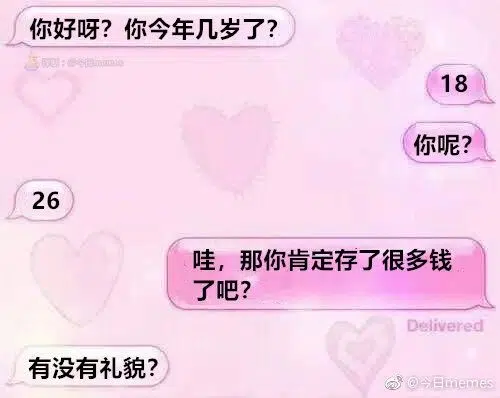 你好呀？你今年几岁了？
18
你呢？
26
哇，那你肯定存了很多钱
了吧？
Delivered
有没有礼貌？
@今日memes